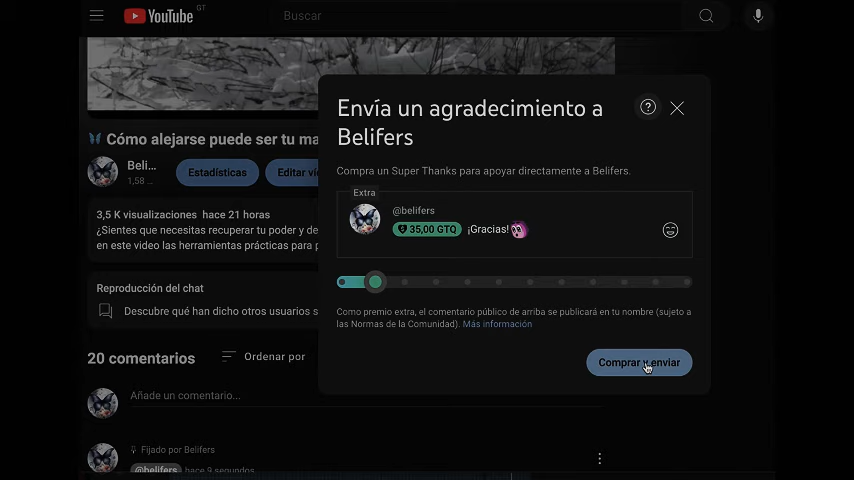 YouTube GT
Buscar
Envía un agradecimiento a
Belifers
Cómo alejarse puede ser tu ma
Beli...
1,58 ...
Estadísticas
Editar ví
Compra un Super Thanks para apoyar directamente a Belifers.
Extra
@belifers
35,00 GTQ ¡Gracias!
3,5 K visualizaciones hace 21 horas
¿Sientes que necesitas recuperar tu poder y de
en este video las herramientas prácticas para p
Reproducción del chat
Descubre qué han dicho otros usuarios s
Como premio extra, el comentario público de arriba se publicará en tu nombre (sujeto a
las Normas de la Comunidad). Más información
Comprar y enviar
20 comentarios
Ordenar por
Añade un comentario...
Fijado por Belifers
@belifers hace 9 segundos